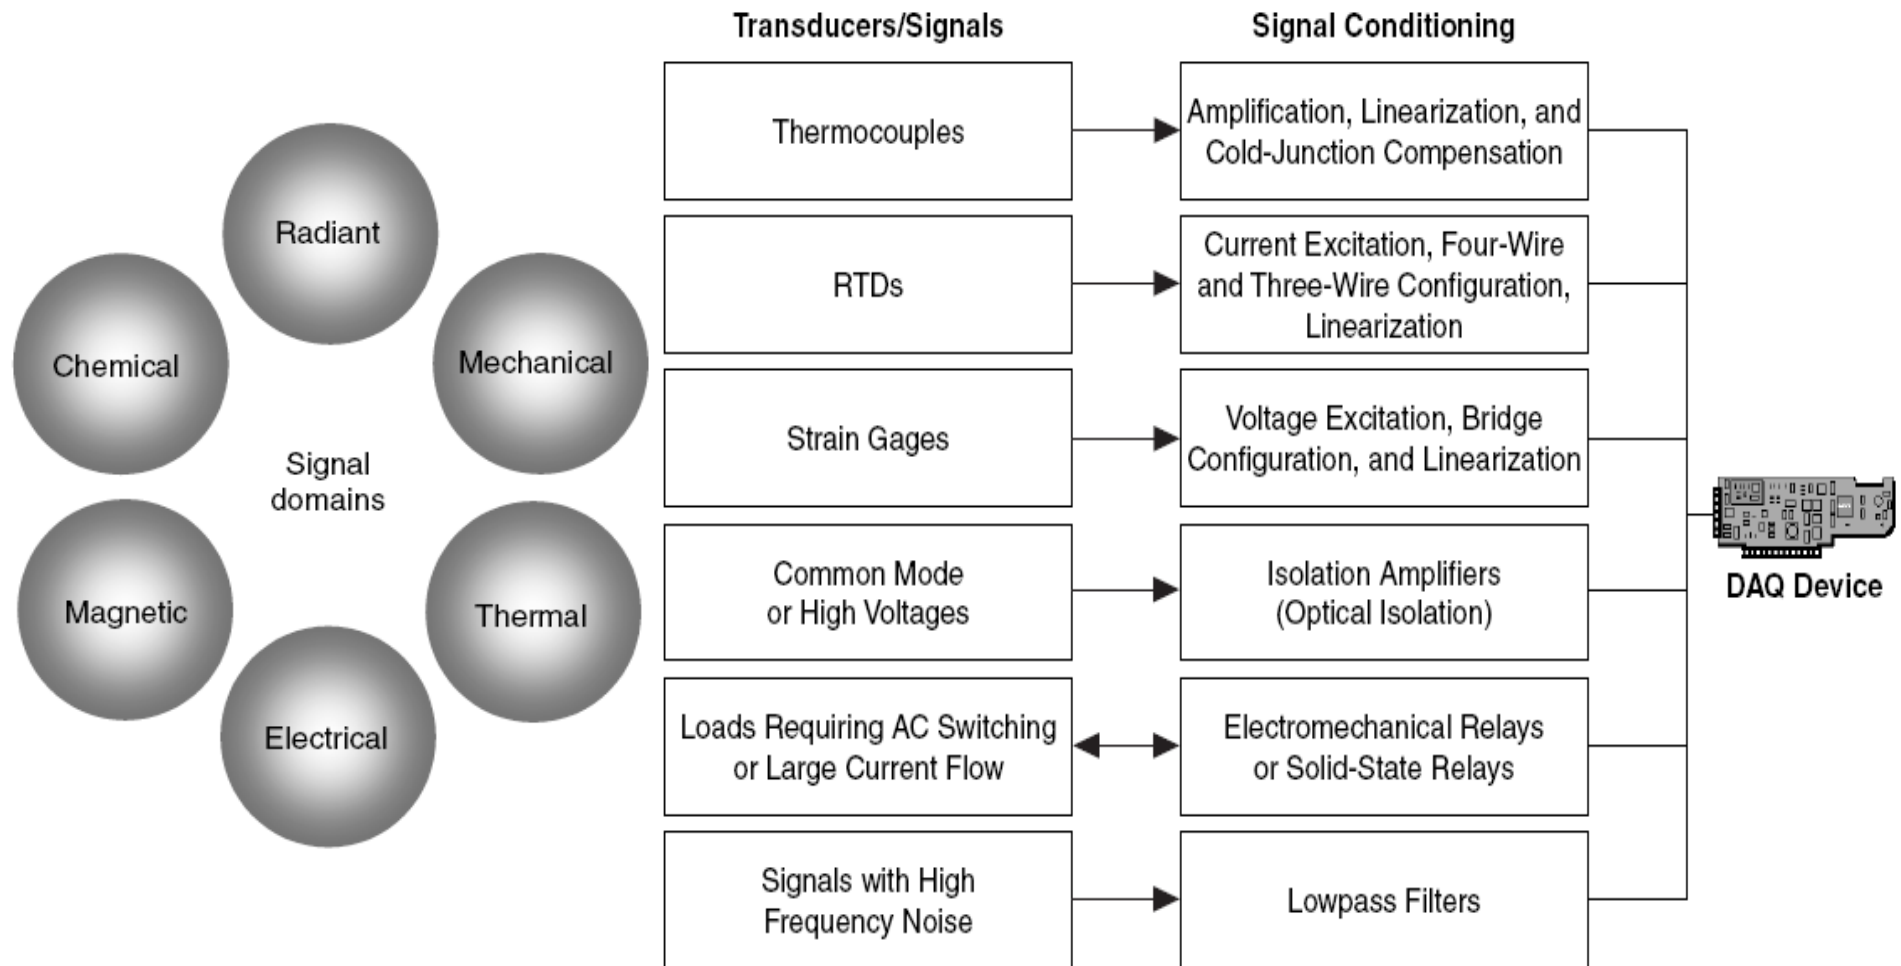 Transducers/Signals
Signal Conditioning
Radiant
Chemical
Mechanical
Signal
domains
Magnetic
Thermal
Electrical
Thermocouples
Amplification, Linearization, and
Cold-Junction Compensation
RTDs
Current Excitation, Four-Wire
and Three-Wire Configuration,
Linearization
Strain Gages
Voltage Excitation, Bridge
Configuration, and Linearization
Common Mode
or High Voltages
Isolation Amplifiers
(Optical Isolation)
Loads Requiring AC Switching
or Large Current Flow
Electromechanical Relays
or Solid-State Relays
Signals with High
Frequency Noise
Lowpass Filters
DAQ Device